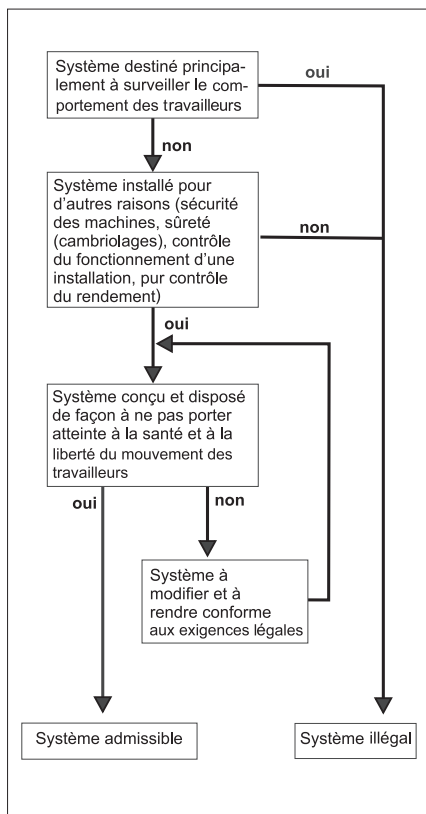 Système destiné principa-
lement à surveiller le com-
portement des travailleurs
oui
non
Système installé pour
d'autres raisons (sécurité
des machines, sûreté
(cambriolages), contrôle
du fonctionnement d'une
installation, pur contrôle
du rendement)
non
oui
Système conçu et disposé
de façon à ne pas porter
atteinte à la santé et à la
liberté du mouvement des
travailleurs
oui
non
Système à
modifier et à
rendre conforme
aux exigences légales
Système admissible
Système illégal